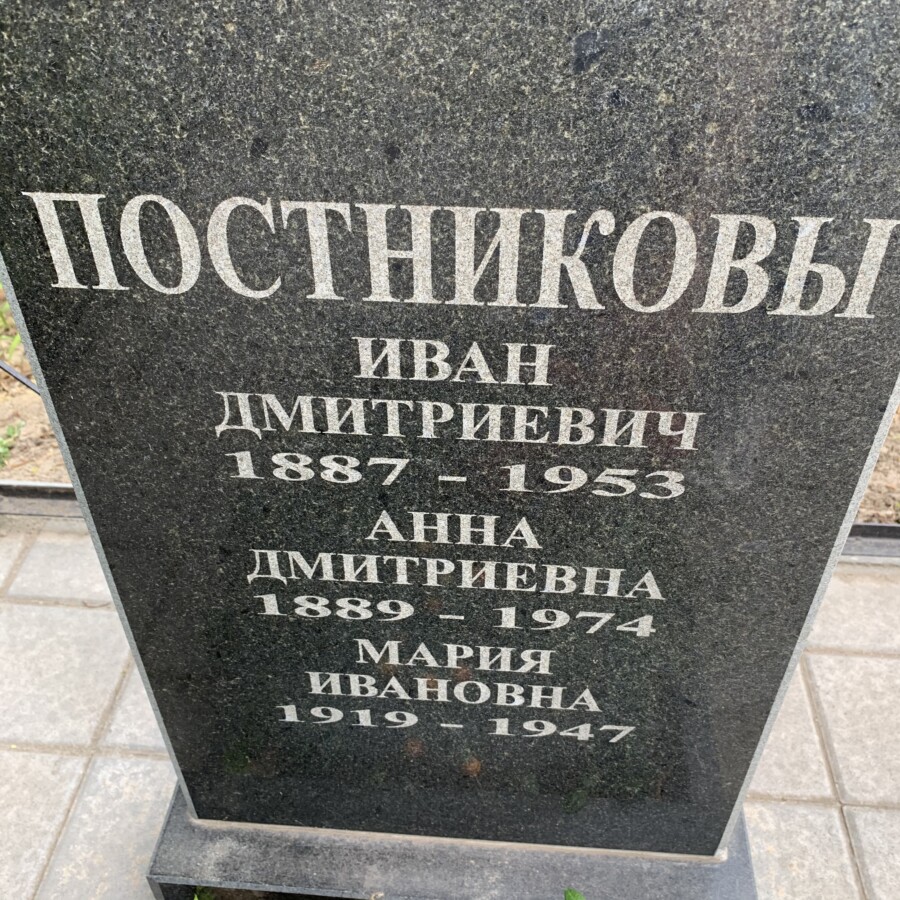 ПОСТНИКОВЫ
ИВАН
ДМИТРИЕВИЧ
1887 - 1953
АННА
ДМИТРИЕВНА
1889 - 1974
МАРИЯ
ИВАНОВНА
1919 - 1947